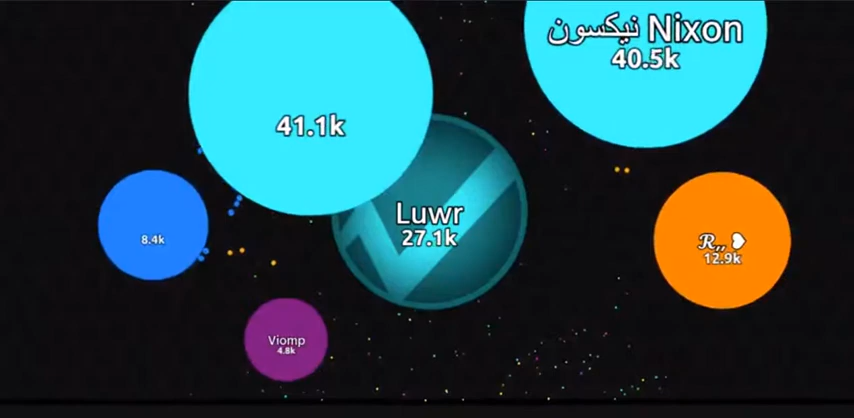 نيكسون Nixon
40.5k
41.1k
Luwr
27.1k
8.4k
ℛ,, ❥
12.9k
Viomp
4.8k